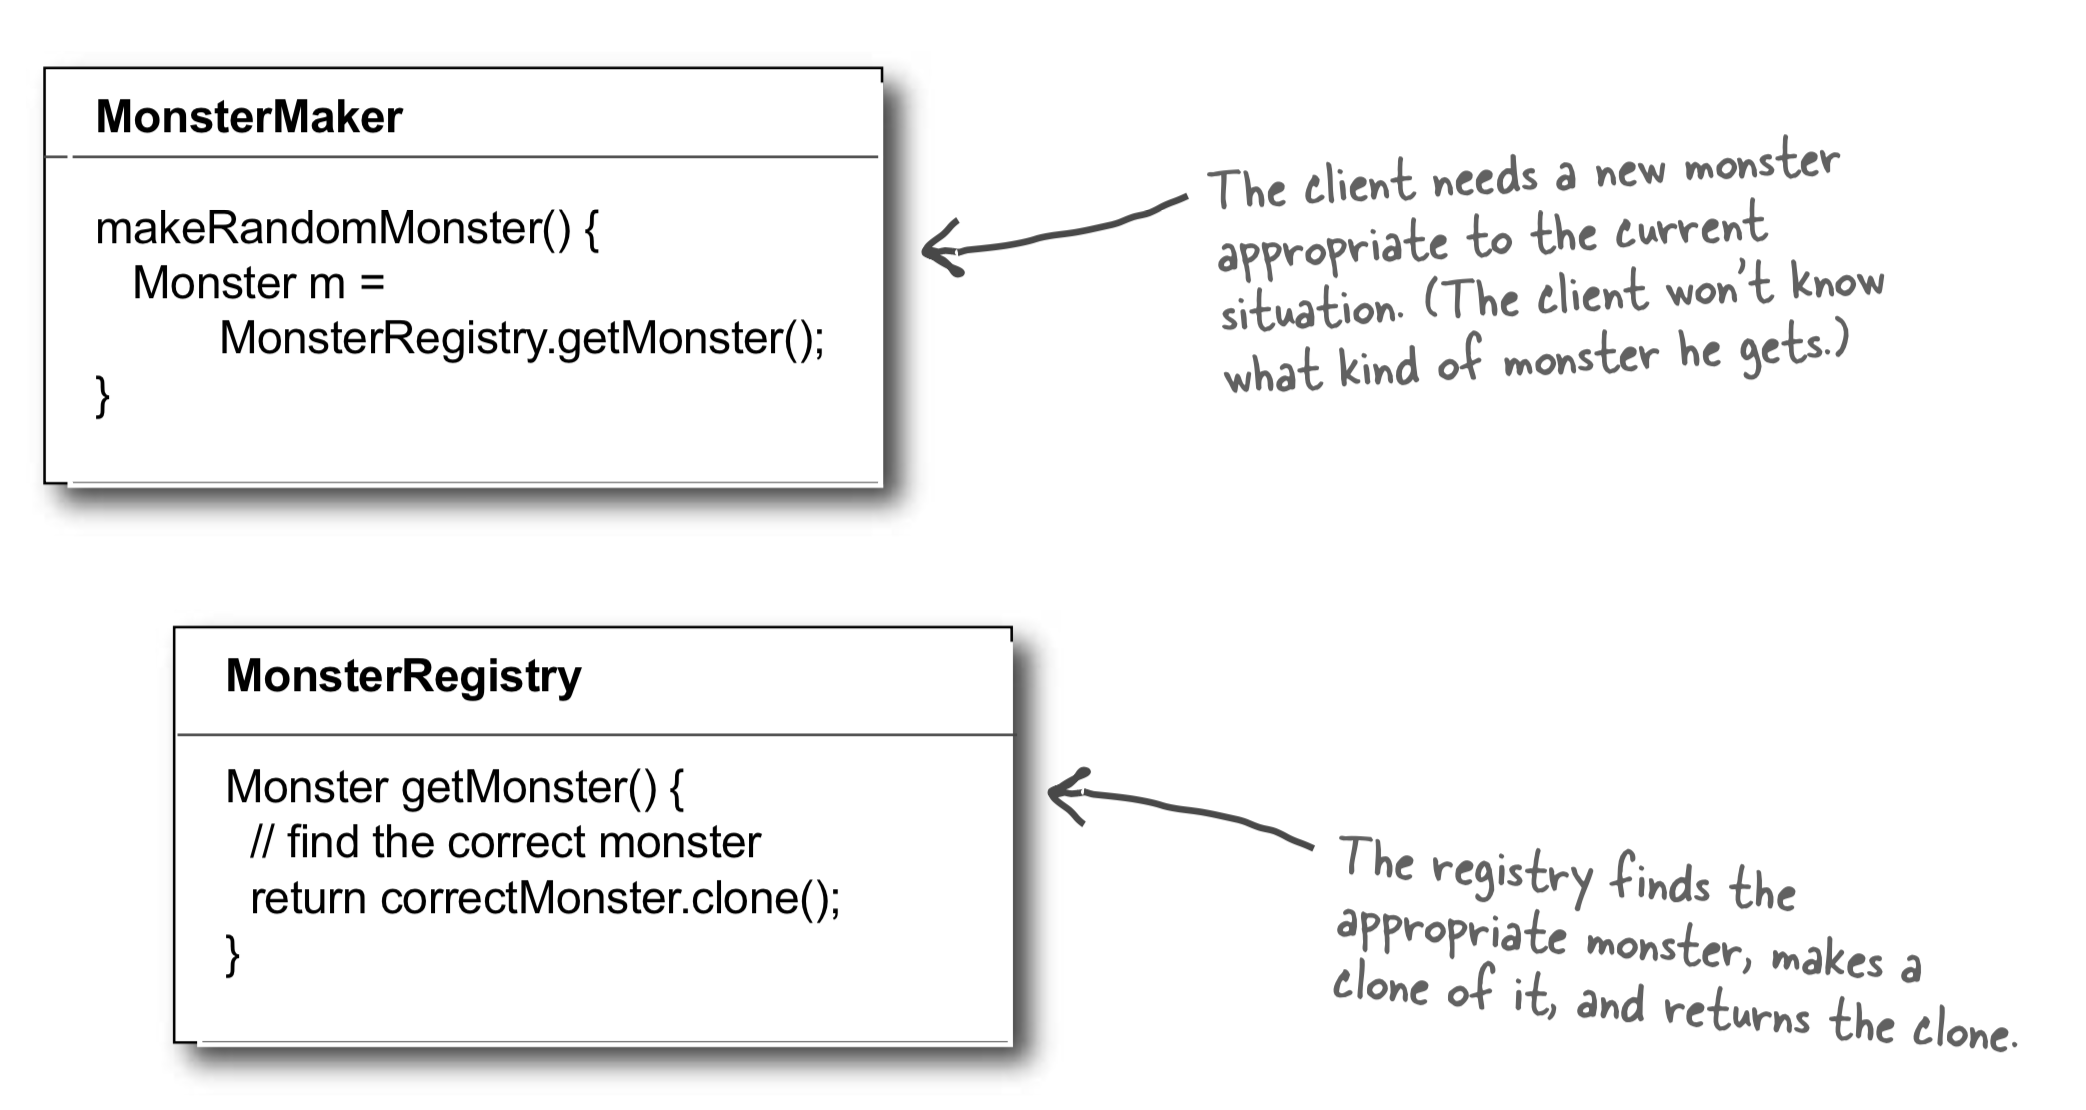 MonsterMaker
makeRandomMonster() {
Monster m =
MonsterRegistry.getMonster();
}
The client needs a new monster
appropriate to the current
situation. (The client won't know
what kind of monster he gets.)
MonsterRegistry
Monster getMonster() {
// find the correct monster
return correctMonster.clone();
}
The registry finds the
appropriate monster, makes a
clone of it, and returns the clone.